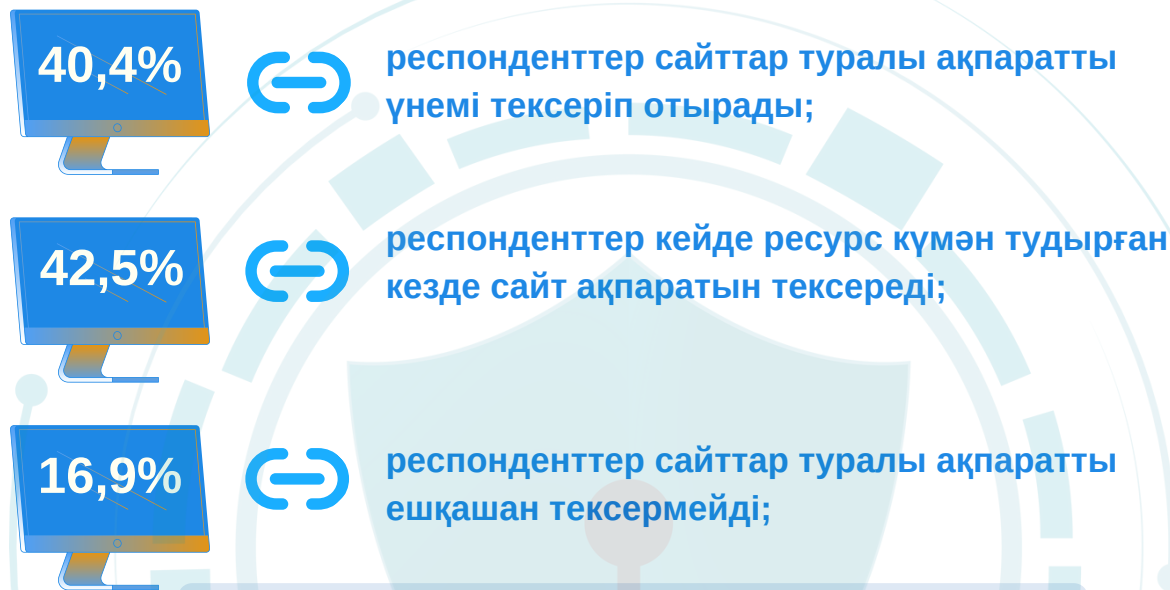 40,4%
респонденттер сайттар туралы ақпаратты
үнемі тексеріп отырады;
42,5%
респонденттер кейде ресурс күмән тудырған
кезде сайт ақпаратын тексереді;
16,9%
респонденттер сайттар туралы ақпаратты
ешқашан тексермейді;